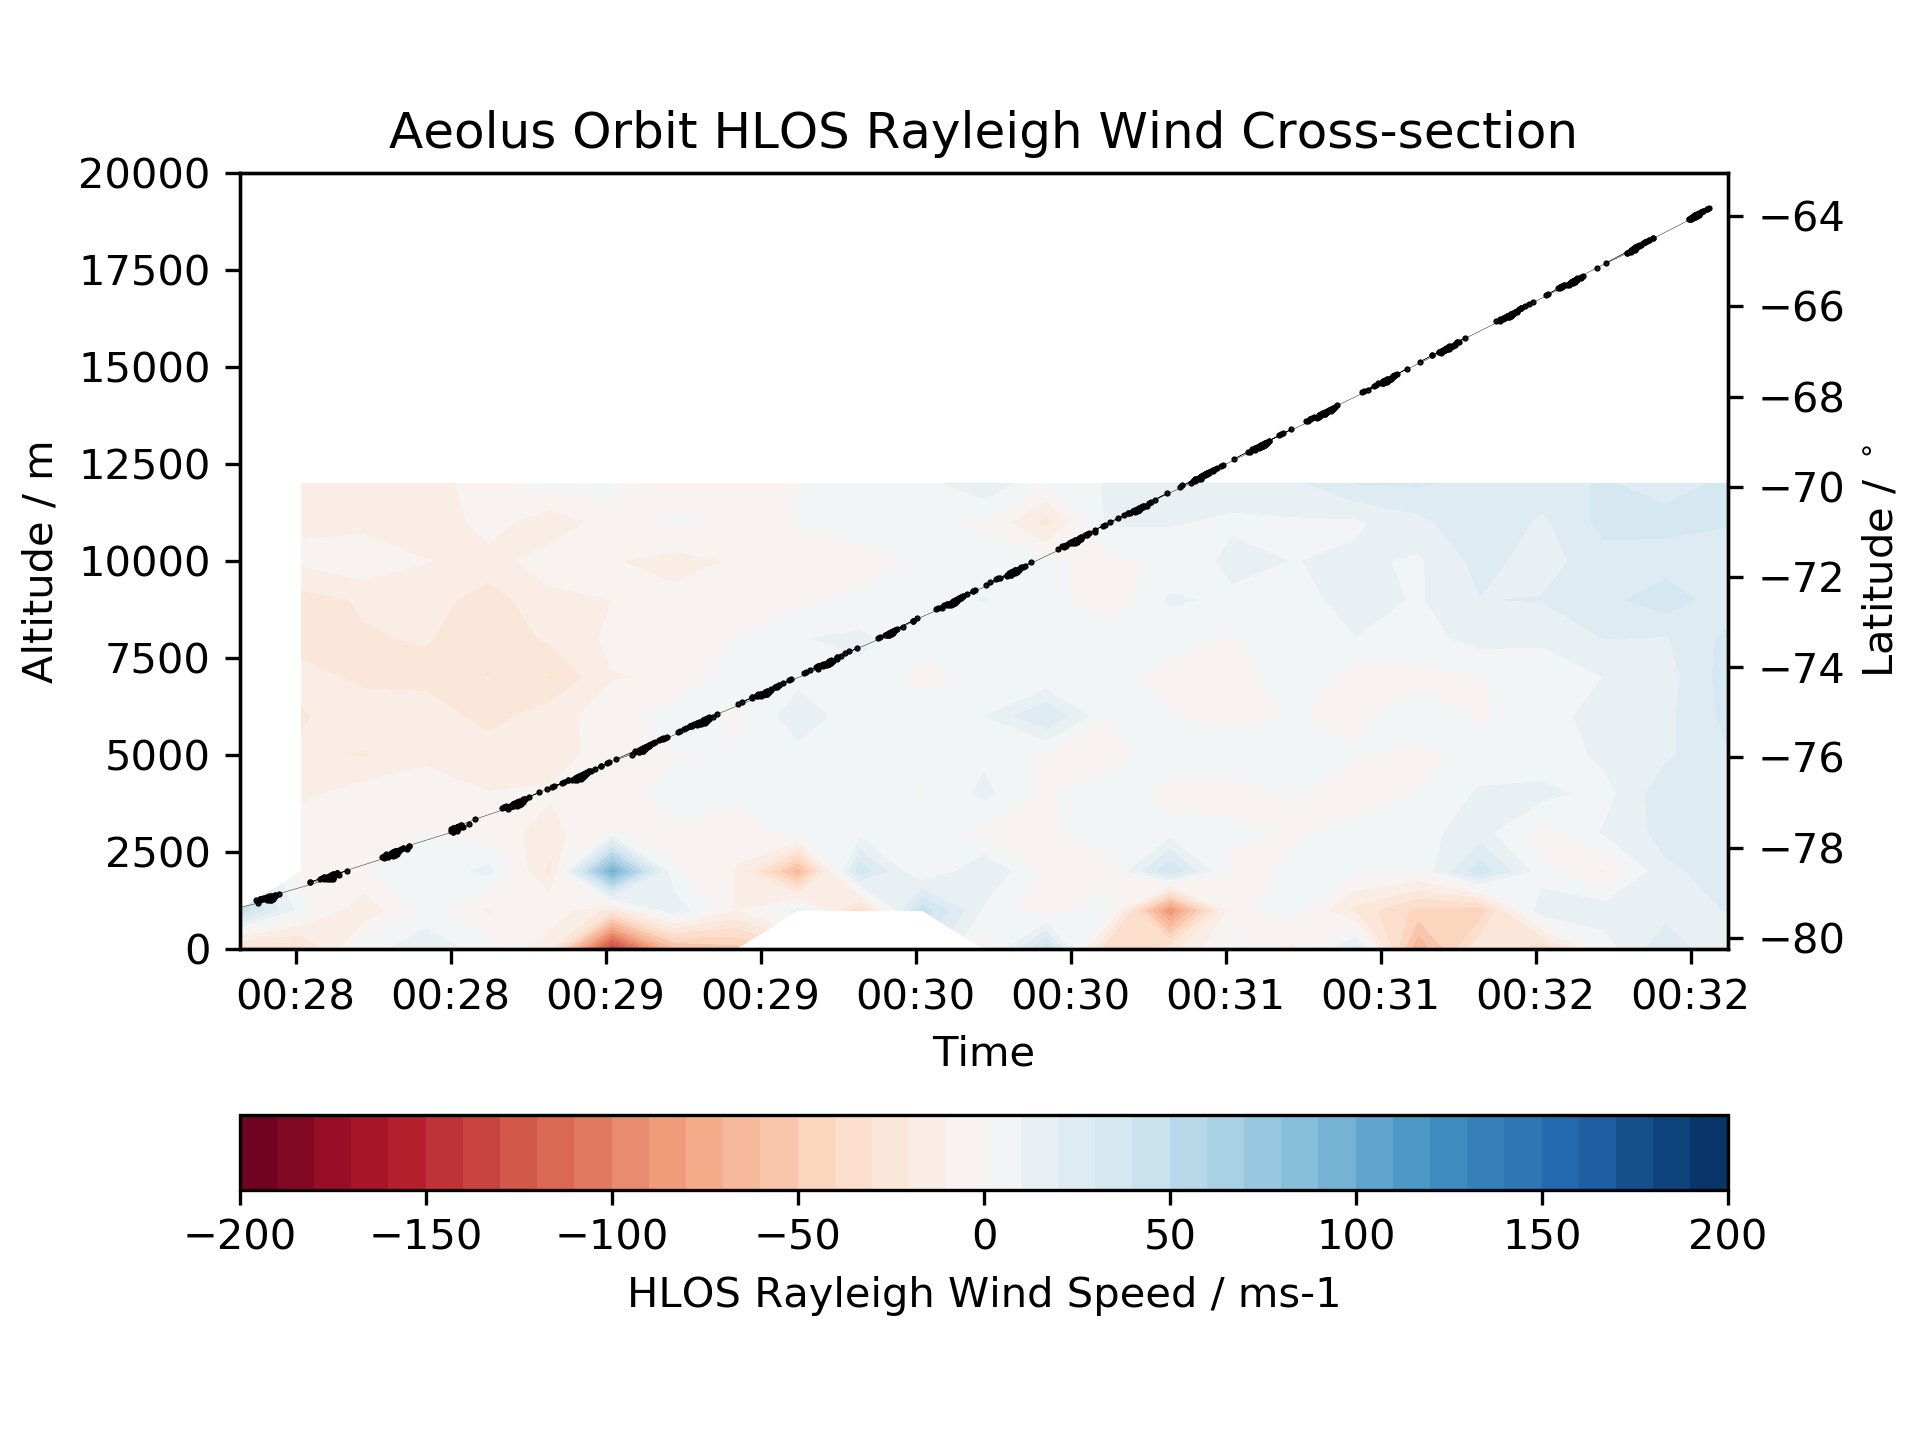 Aeolus Orbit HLOS Rayleigh Wind Cross-section
20000
17500
15000
12500
10000
7500
5000
2500
0
Altitude / m
−64
−66
−68
−70
−72
−74
−76
−78
−80
Latitude / °
00:28 00:28 00:29 00:29 00:30 00:30 00:31 00:31 00:32 00:32
Time
−200 −150 −100 −50 0 50 100 150 200
HLOS Rayleigh Wind Speed / ms-1